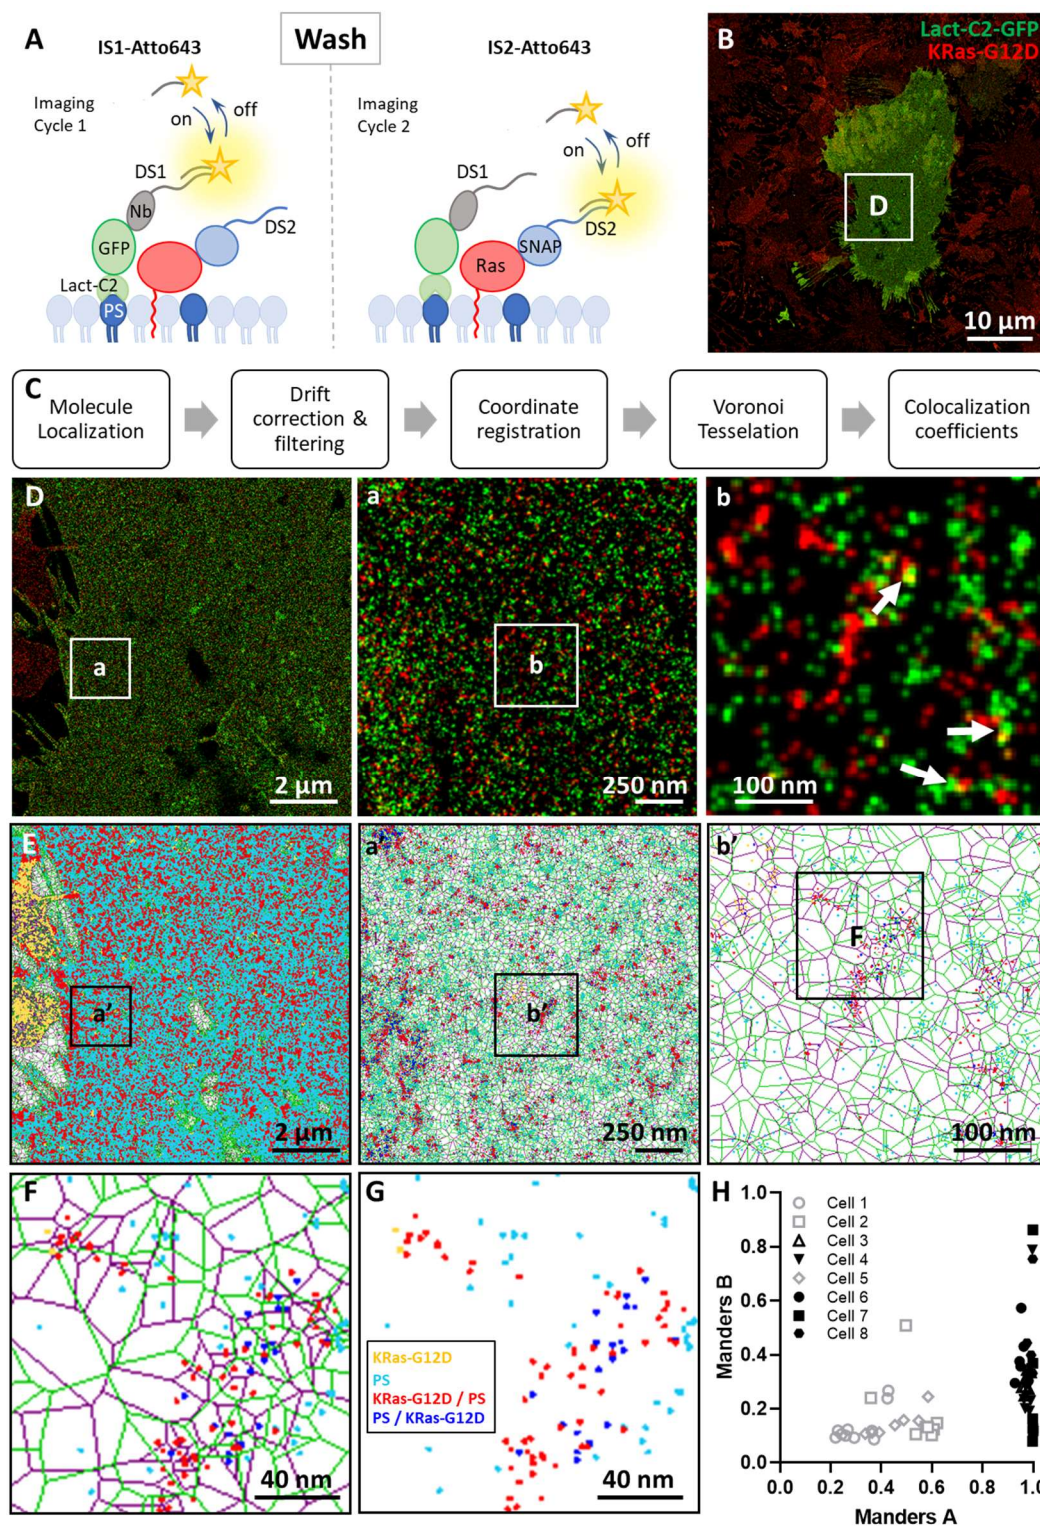 A
IS1-Atto643
Wash
IS2-Atto643
Imaging
Cycle 1
on
off
DS1
Nb
GFP
DS2
Lact-C2
PS
Imaging
Cycle 2
on
off
DS1
DS2
SNAP
Ras
B
Lact-C2-GFP
KRas-G12D
D
10 µm
C
Molecule
Localization
Drift
correction &
filtering
Coordinate
registration
Voronoi
Tesselation
Colocalization
coefficients
D
a
2 µm
a
b
250 nm
b
100 nm
E
a'
2 µm
a'
b'
250 nm
b'
F
100 nm
F
40 nm
G
KRas-G12D
PS
KRas-G12D / PS
PS / KRas-G12D
40 nm
H
Manders B
1.0
0.8
0.6
0.4
0.2
0.0
Cell 1
Cell 2
Cell 3
Cell 4
Cell 5
Cell 6
Cell 7
Cell 8
0.0 0.2 0.4 0.6 0.8 1.0
Manders A